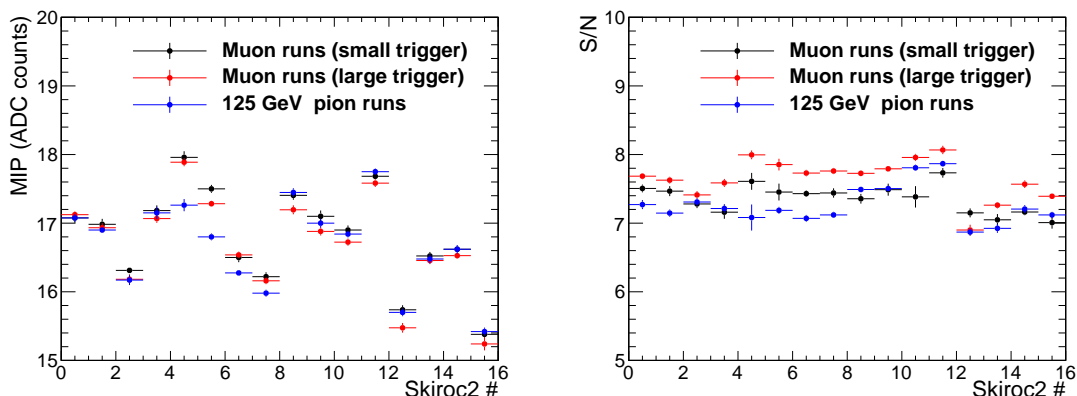 MIP (ADC counts)
20
19
18
17
16
15
Muon runs (small trigger)
Muon runs (large trigger)
125 GeV pion runs
0 2 4 6 8 10 12 14 16
Skiroc2 #
S/N
10
9
8
7
6
5
Muon runs (small trigger)
Muon runs (large trigger)
125 GeV pion runs
0 2 4 6 8 10 12 14 16
Skiroc2 #